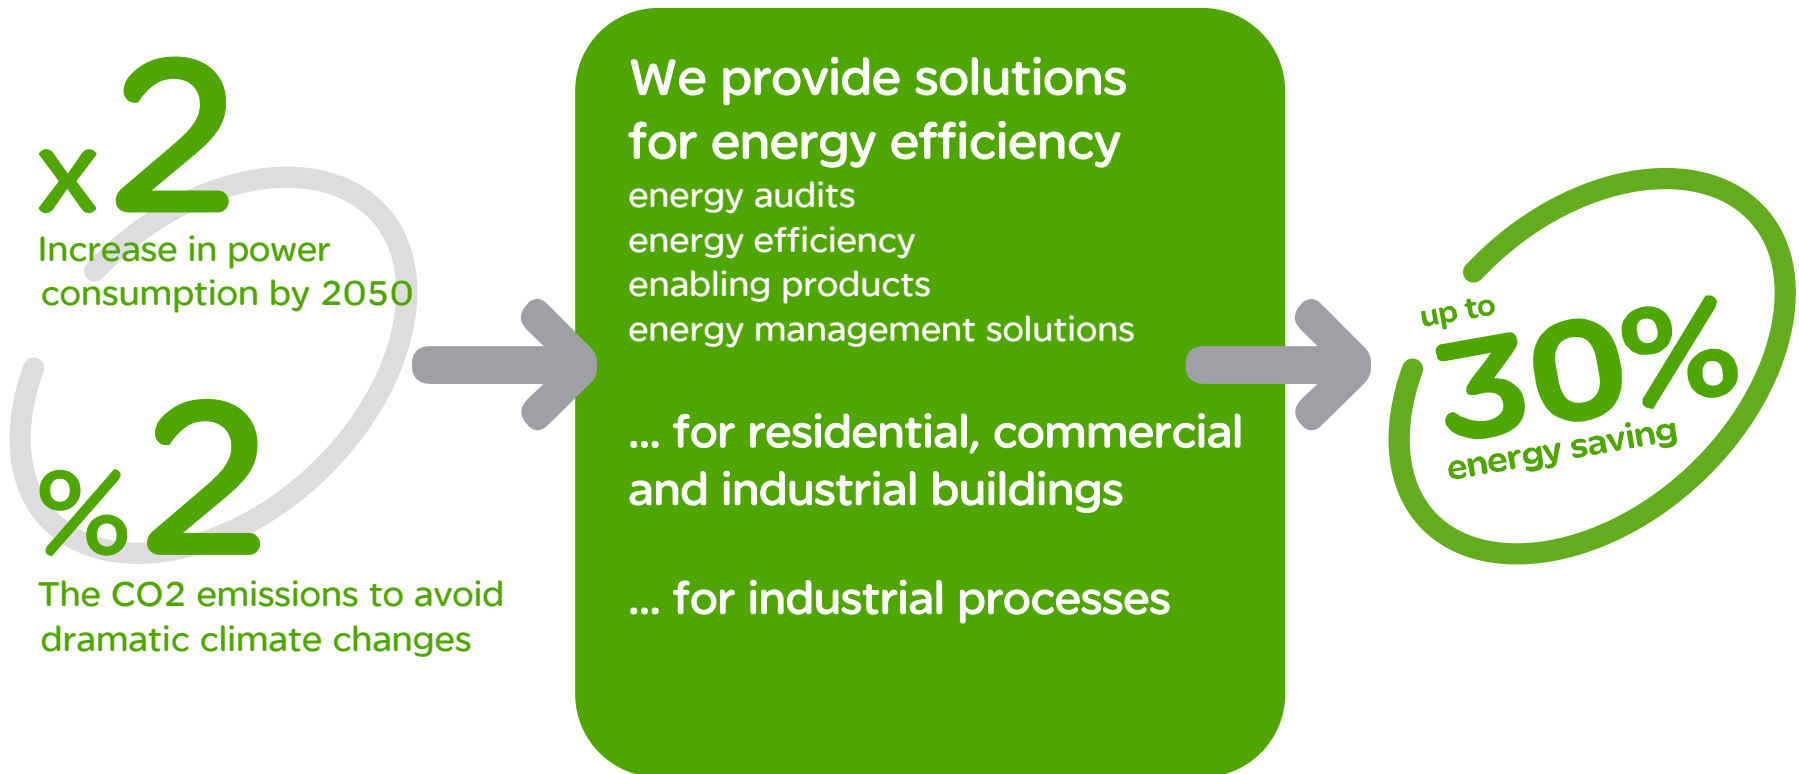 x2
Increase in power
consumption by 2050
%2
The CO2 emissions to avoid
dramatic climate changes
We provide solutions
for energy efficiency
energy audits
energy efficiency
enabling products
energy management solutions
... for residential, commercial
and industrial buildings
... for industrial processes
up to
30%
energy saving